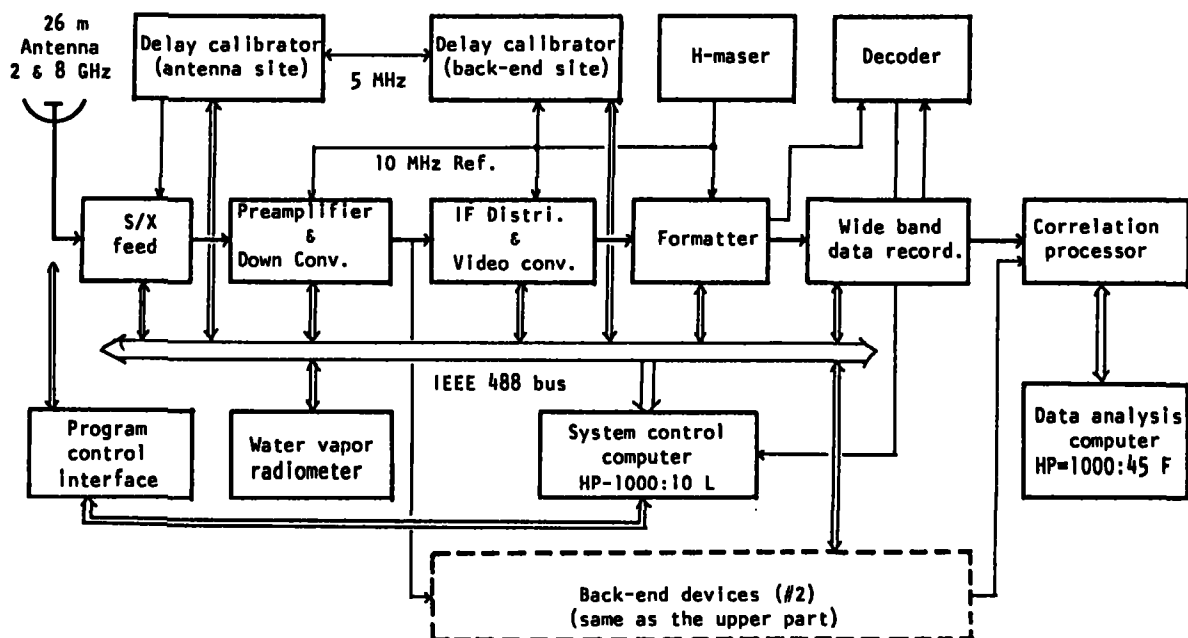 26 m
Antenna
2 & 8 GHz
Delay calibrator
(antenna site)
5 MHz
Delay calibrator
(back-end site)
H-maser
Decoder
10 MHz Ref.
S/X
feed
Preamplifier
&
Down Conv.
IF Distri.
&
Video conv.
Formatter
Wide band
data record.
Correlation
processor
IEEE 488 bus
Program
control
interface
Water vapor
radiometer
System control
computer
HP-1000:10 L
Data analysis
computer
HP=1000:45 F
Back-end devices (#2)
(same as the upper part)